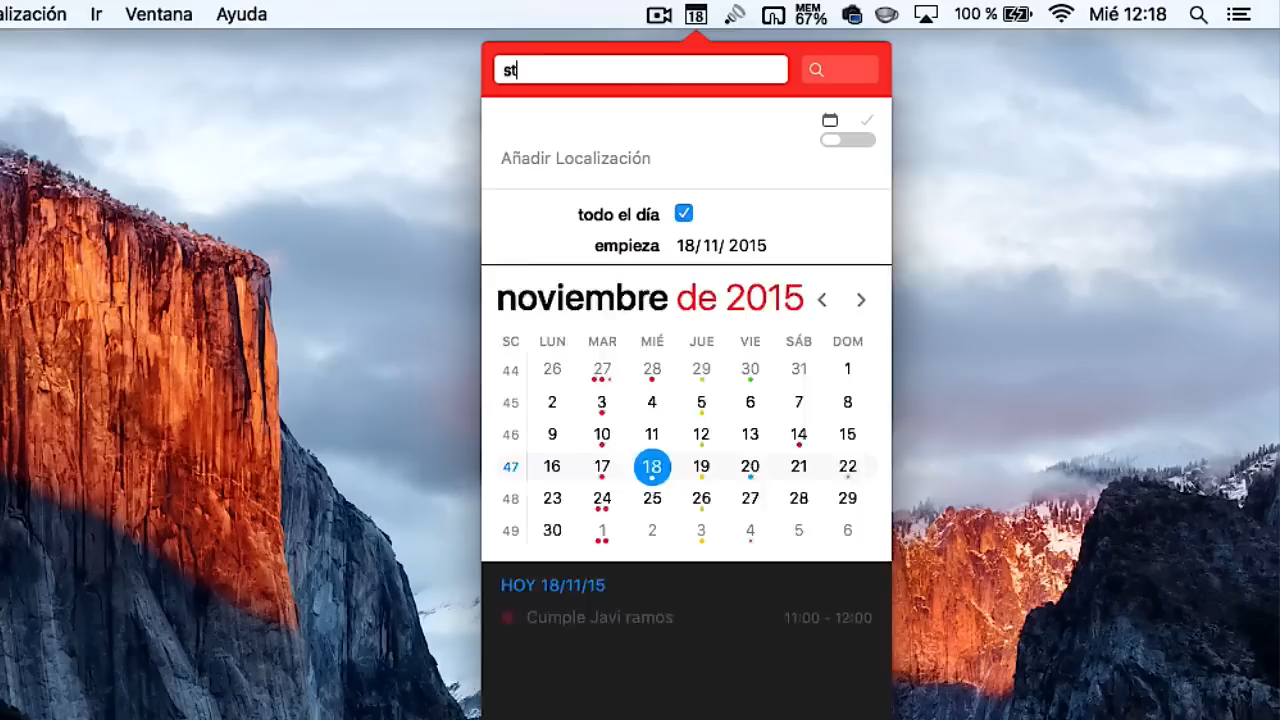 alización Ir Ventana Ayuda 18 MEM 67% 100 % Mié 12:18
st
Añadir Localización
todo el día
empieza 18/11/ 2015
noviembre de 2015
SC LUN MAR MIÉ JUE VIE SÁB DOM
44 26 27 28 29 30 31 1
45 2 3 4 5 6 7 8
46 9 10 11 12 13 14 15
47 16 17 18 19 20 21 22
48 23 24 25 26 27 28 29
49 30 1 2 3 4 5 6
HOY 18/11/15
Cumple Javi ramos 11:00 - 12:00